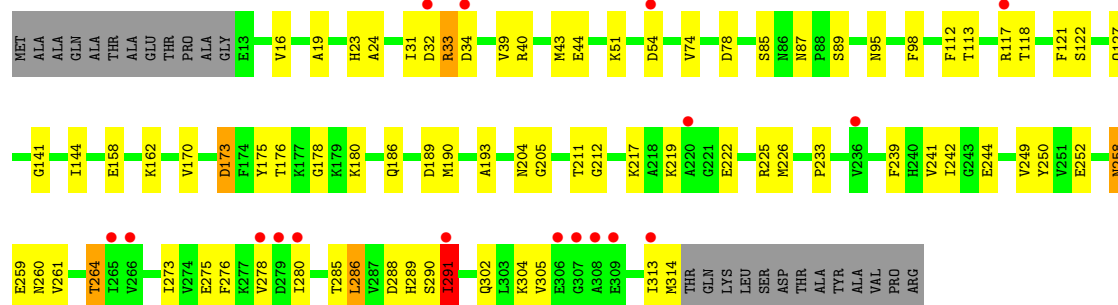 MET ALA ALA GLN ALA THR ALA GLU THR PRO ALA GLY E13 V16 A19 H23 A24 I31 D32 R33 D34 V39 R40 M43 E44 K51 D54 V74 D78 S85 N86 N87 P88 S89 N95 F98 F112 T113 R117 T118 F121 S122
G141 I144 E158 K162 V170 D173 F174 Y175 T176 K177 G178 K179 K180 Q186 D189 M190 A193 N204 G205 T211 G212 K217 A218 K219 A220 G221 E222 R225 M226 P233 V236 F239 H240 V241 I242 G243 E244 V249 Y250 V251 E252 N258
E259 N260 V261 T264 I265 V266 I273 V274 E275 F276 K277 V278 D279 I280 T285 L286 V287 D288 H289 S290 I291 Q302 L303 K304 V305 E306 G307 A308 E309 I313 M314 THR GLN LYS LEU SER ASP THR ALA TYR ALA VAL PRO ARG